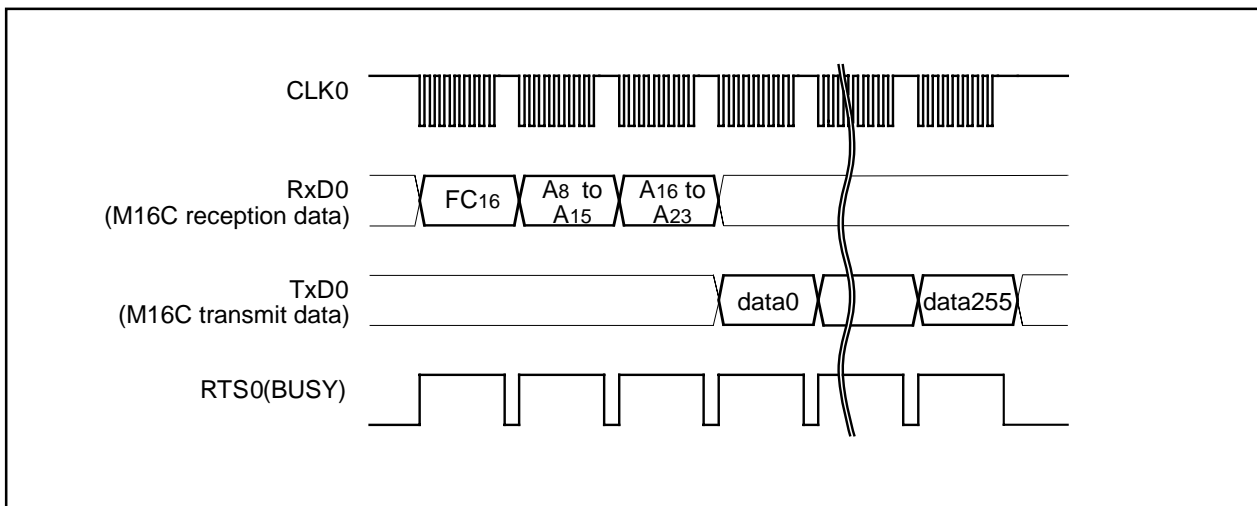 CLK0
RxD0
(M16C reception data)
FC16
A8 to
A15
A16 to
A23
TxD0
(M16C transmit data)
data0
data255
RTS0(BUSY)